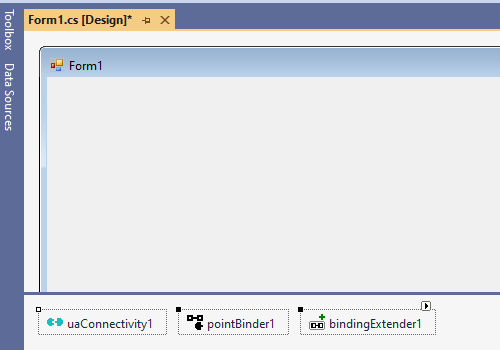 Form1.cs [Design]*
Toolbox
Data Sources
Form1
uaConnectivity1
pointBinder1
bindingExtender1